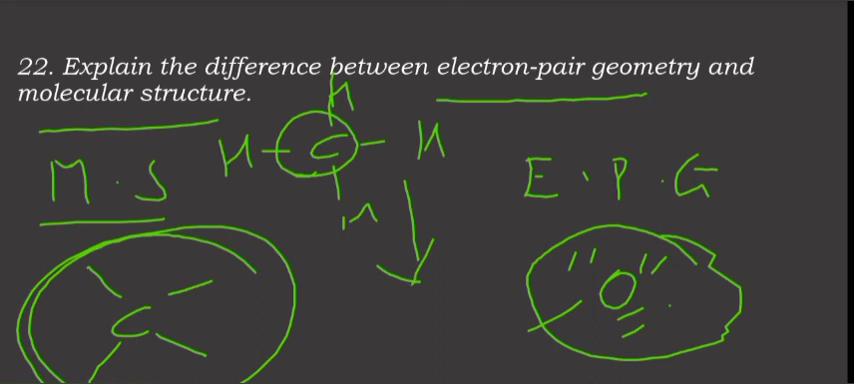 22. Explain the difference between electron-pair geometry and
molecular structure.
H
H - C - H
H
M.S
E.P.G
C
O